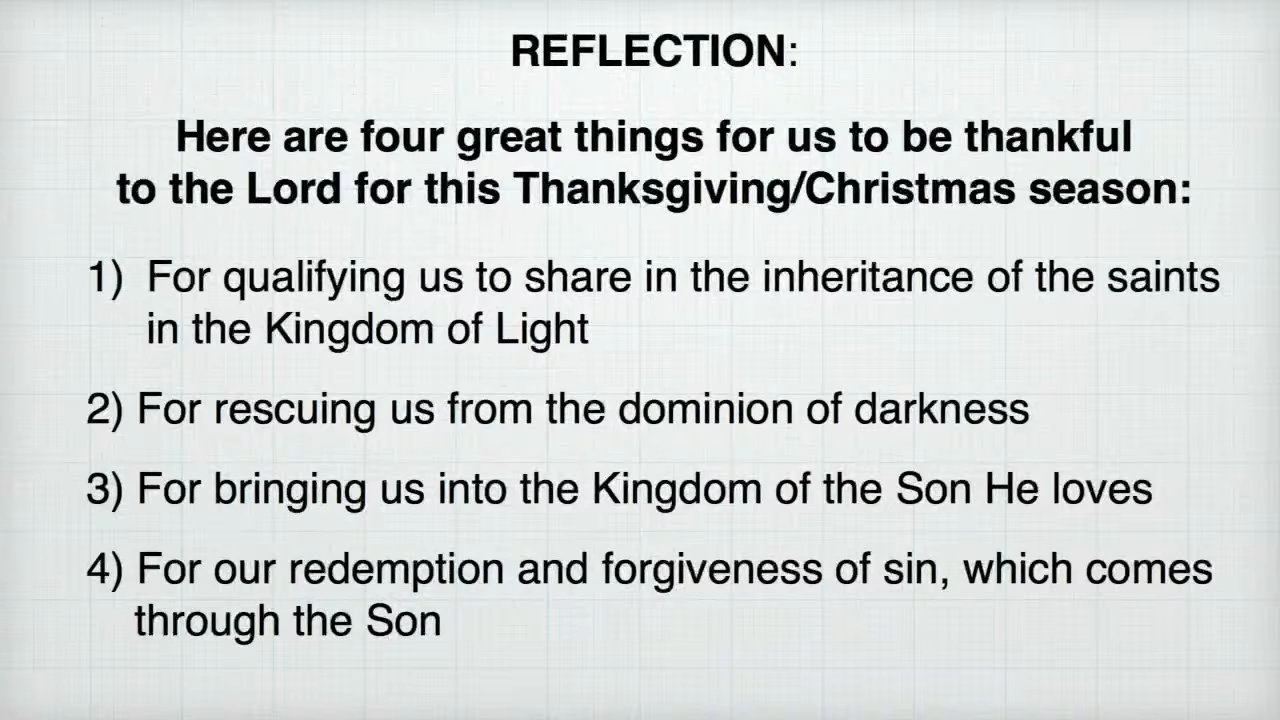 REFLECTION:
Here are four great things for us to be thankful
to the Lord for this Thanksgiving/Christmas season:
1) For qualifying us to share in the inheritance of the saints
in the Kingdom of Light
2) For rescuing us from the dominion of darkness
3) For bringing us into the Kingdom of the Son He loves
4) For our redemption and forgiveness of sin, which comes
through the Son